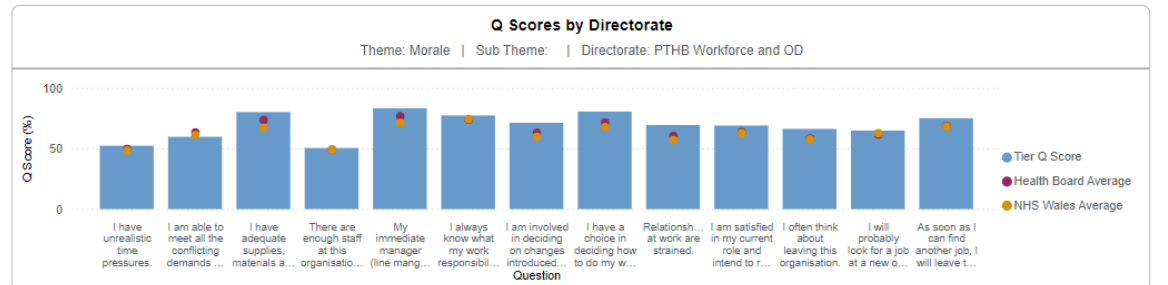 Q Scores by Directorate
Theme: Morale | Sub Theme: | Directorate: PTHB Workforce and OD
100
50
0
Q Score (%)
Tier Q Score
Health Board Average
NHS Wales Average
I have
unrealistic
time
pressures.
I am able to
meet all the
conflicting
demands ...
I have
adequate
supplies,
materials a...
There are
enough staff
at this
organisatio...
My
immediate
manager
(line mang...
I always
know what
my work
responsibil...
I am involved
in deciding
on changes
introduced...
I have a
choice in
deciding how
to do my w...
Relationsh...
at work are
strained.
I am satisfied
in my current
role and
intend to r...
I often think
about
leaving this
organisation.
I will
probably
look for a job
at a new o...
As soon as I
can find
another job, I
will leave t...
Question